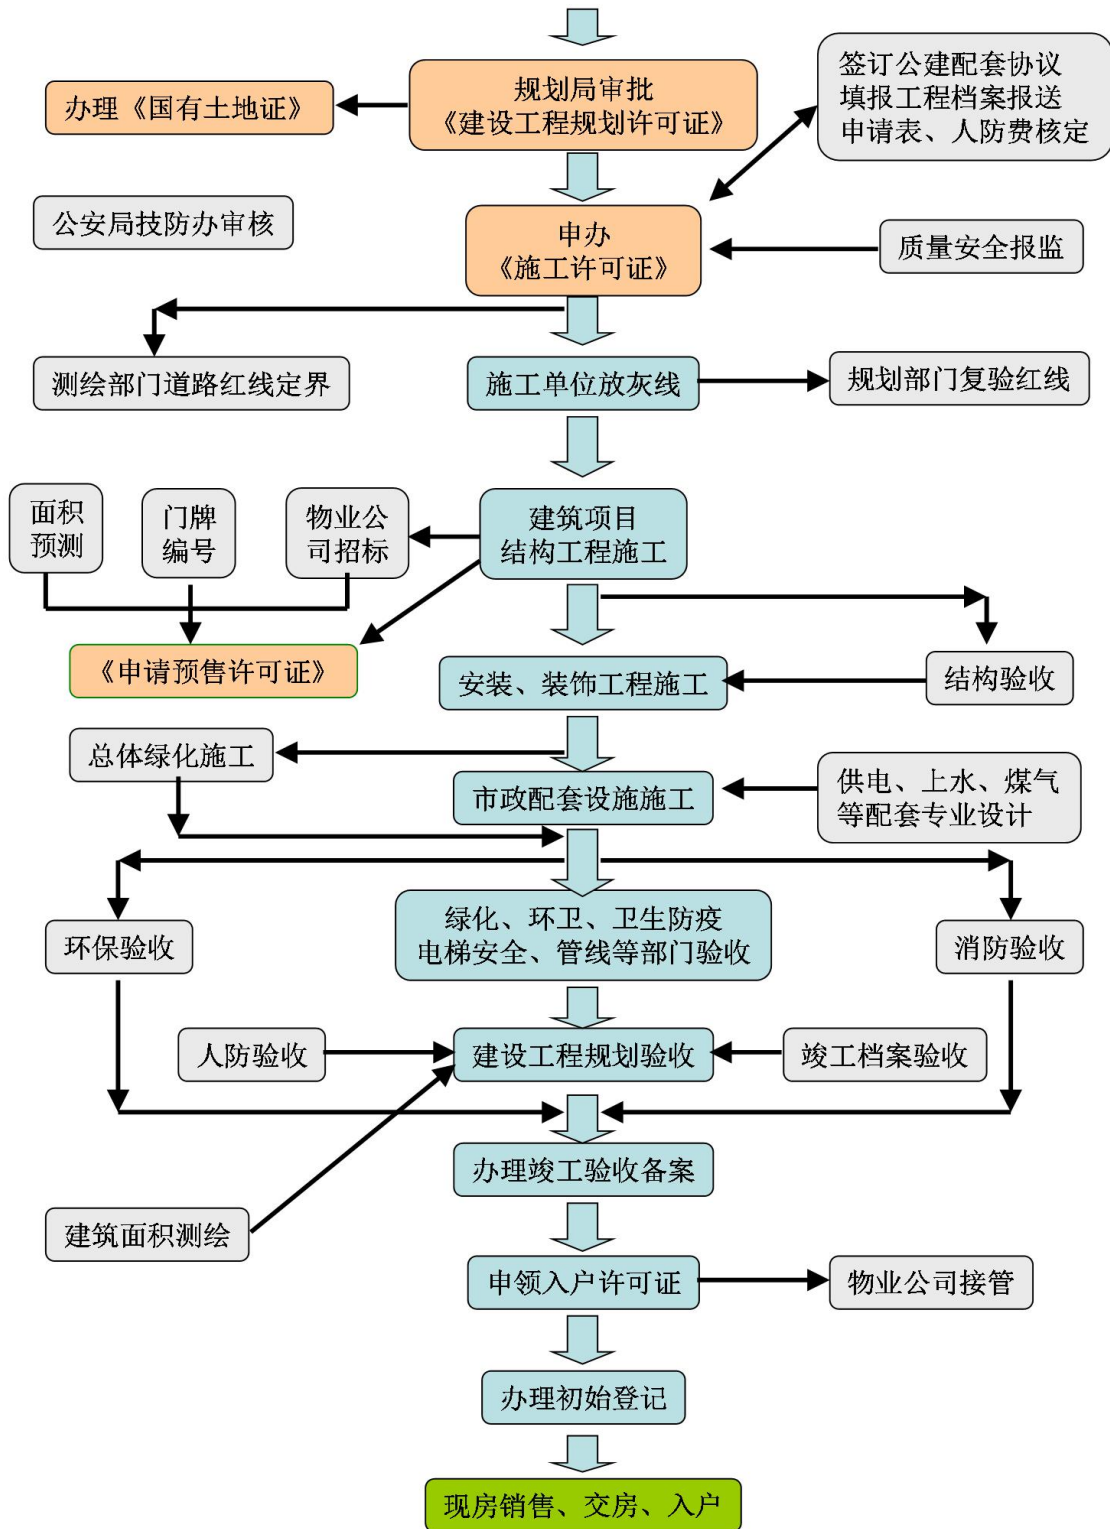 签订公建配套协议
填报工程档案报送
申请表、人防费核定
办理《国有土地证》
规划局审批
《建设工程规划许可证》
公安局技防办审核
申办
《施工许可证》
质量安全报监
测绘部门道路红线定界
施工单位放灰线
规划部门复验红线
面积
预测
门牌
编号
物业公
司招标
建筑项目
结构工程施工
《申请预售许可证》
安装、装饰工程施工
结构验收
总体绿化施工
市政配套设施施工
供电、上水、煤气
等配套专业设计
环保验收
绿化、环卫、卫生防疫
电梯安全、管线等部门验收
消防验收
人防验收
建设工程规划验收
竣工档案验收
办理竣工验收备案
建筑面积测绘
申领入户许可证
物业公司接管
办理初始登记
现房销售、交房、入户